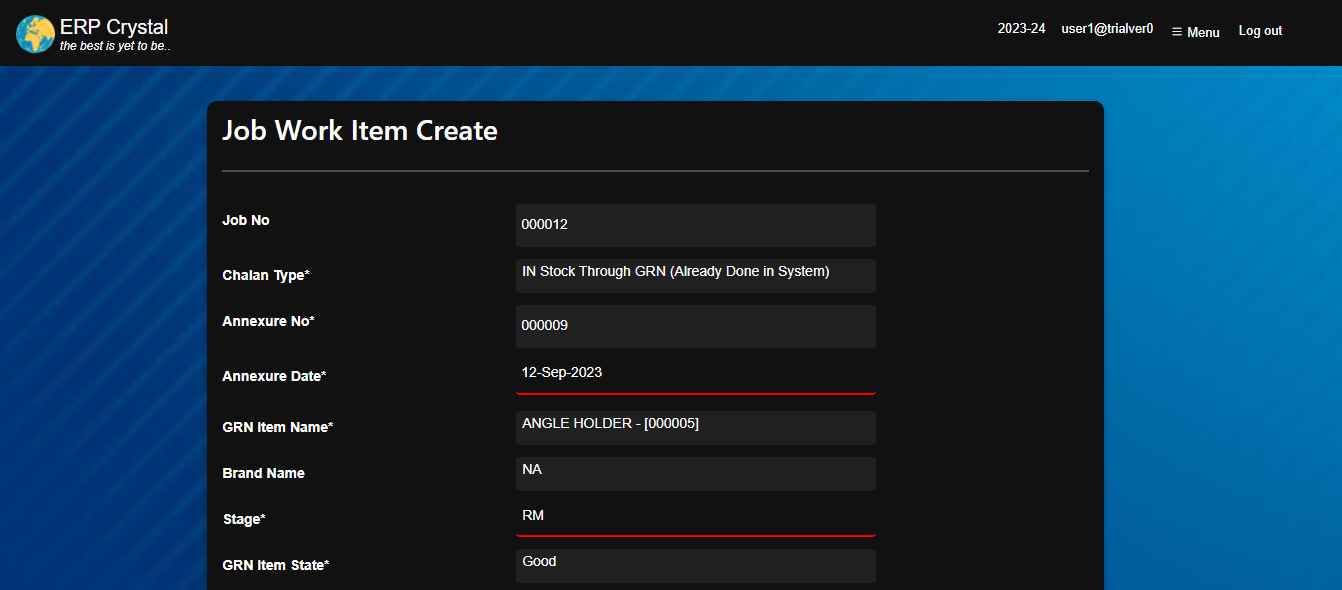 ERP Crystal
the best is yet to be..
2023-24 user1@trialver0 ☰ Menu Log out
Job Work Item Create
Job No 000012
Chalan Type* IN Stock Through GRN (Already Done in System)
Annexure No* 000009
Annexure Date* 12-Sep-2023
GRN Item Name* ANGLE HOLDER - [000005]
Brand Name NA
Stage* RM
GRN Item State* Good